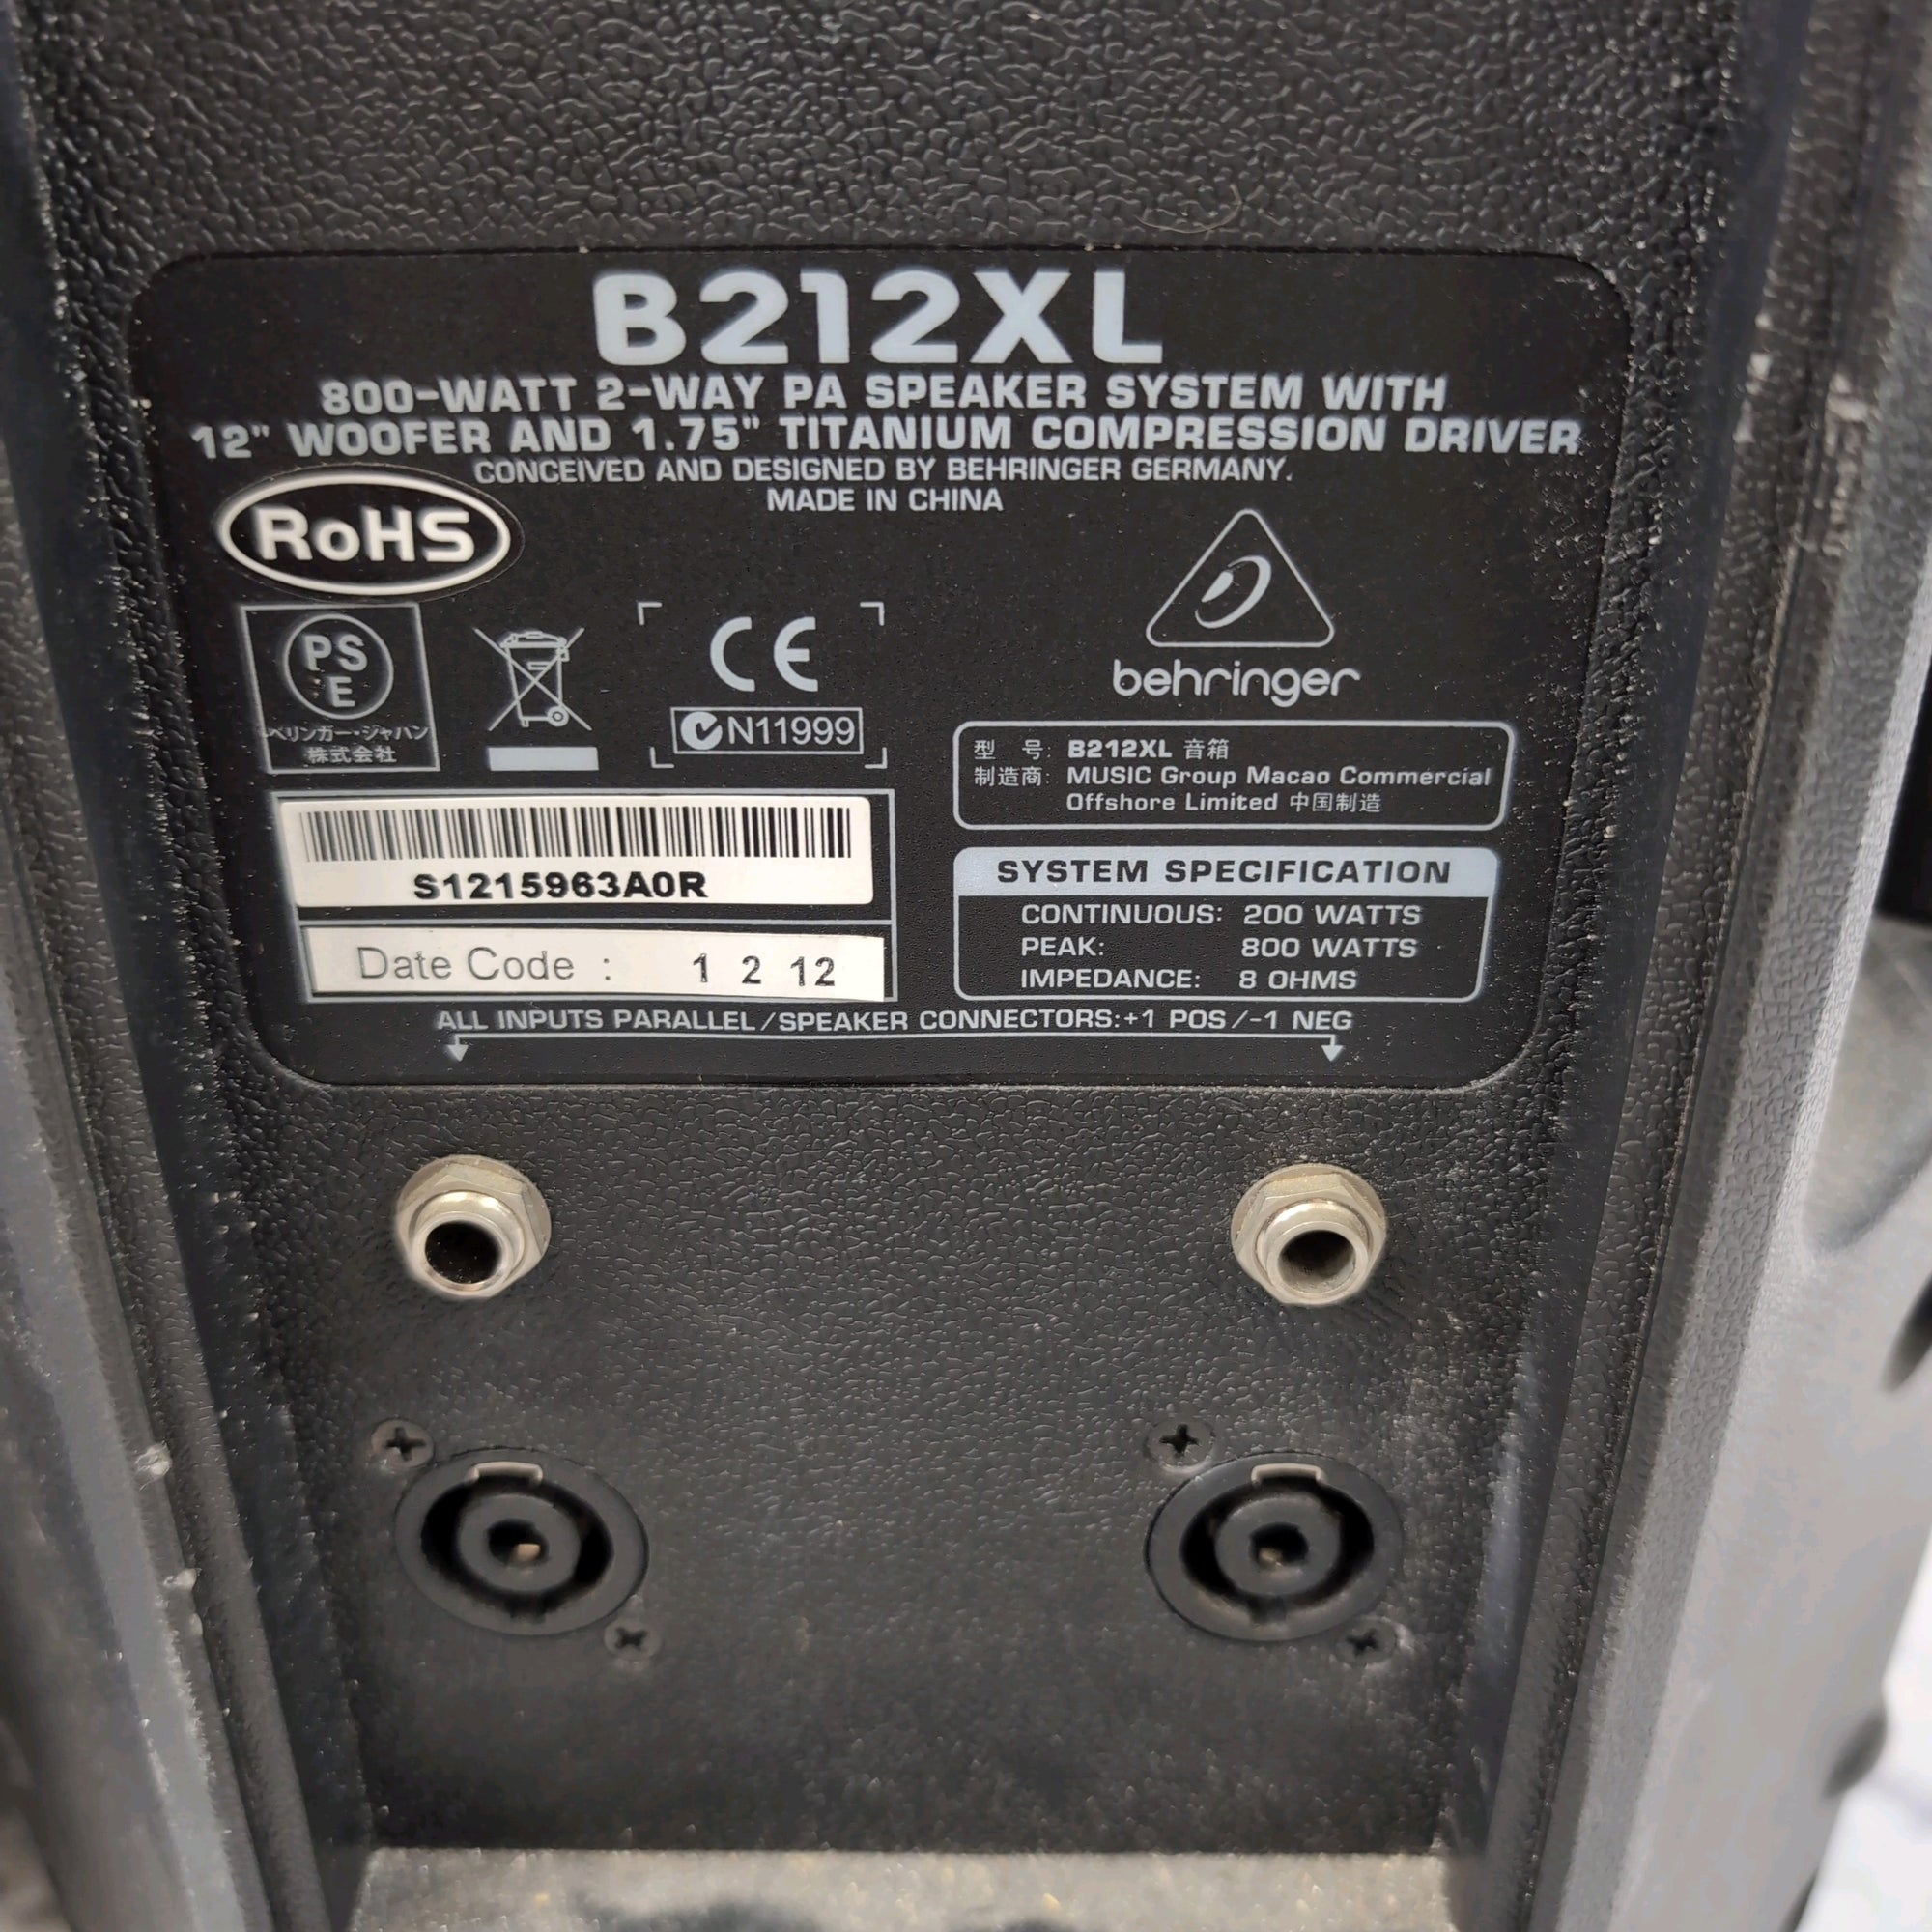 B212XL
800-WATT 2-WAY PA SPEAKER SYSTEM WITH
12" WOOFER AND 1.75" TITANIUM COMPRESSION DRIVER
CONCEIVED AND DESIGNED BY BEHRINGER GERMANY.
MADE IN CHINA
RoHS
PS
E
ベリンガー・ジャパン
株式会社
CE
N11999
behringer
型 号: B212XL 音箱
制造商: MUSIC Group Macao Commercial
Offshore Limited 中国制造
S1215963A0R
Date Code : 1 2 12
SYSTEM SPECIFICATION
CONTINUOUS: 200 WATTS
PEAK: 800 WATTS
IMPEDANCE: 8 OHMS
ALL INPUTS PARALLEL/SPEAKER CONNECTORS:+1 POS/-1 NEG